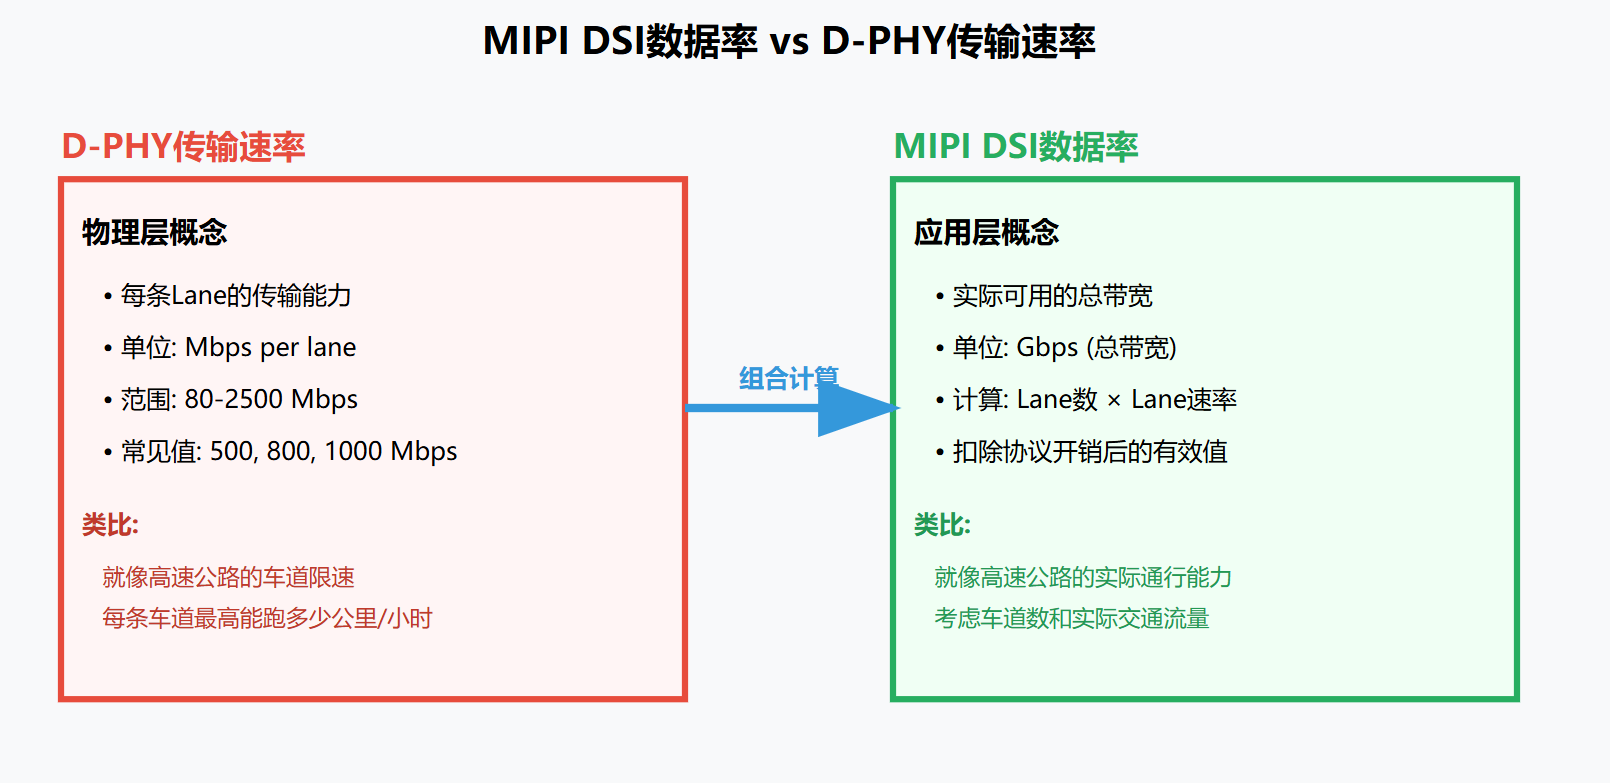 MIPI DSI数据率 vs D-PHY传输速率
D-PHY传输速率
物理层概念
• 每条Lane的传输能力
• 单位: Mbps per lane
• 范围: 80-2500 Mbps
• 常见值: 500, 800, 1000 Mbps
类比:
就像高速公路的车道限速
每条车道最高能跑多少公里/小时
组合计算
MIPI DSI数据率
应用层概念
• 实际可用的总带宽
• 单位: Gbps (总带宽)
• 计算: Lane数 × Lane速率
• 扣除协议开销后的有效值
类比:
就像高速公路的实际通行能力
考虑车道数和实际交通流量